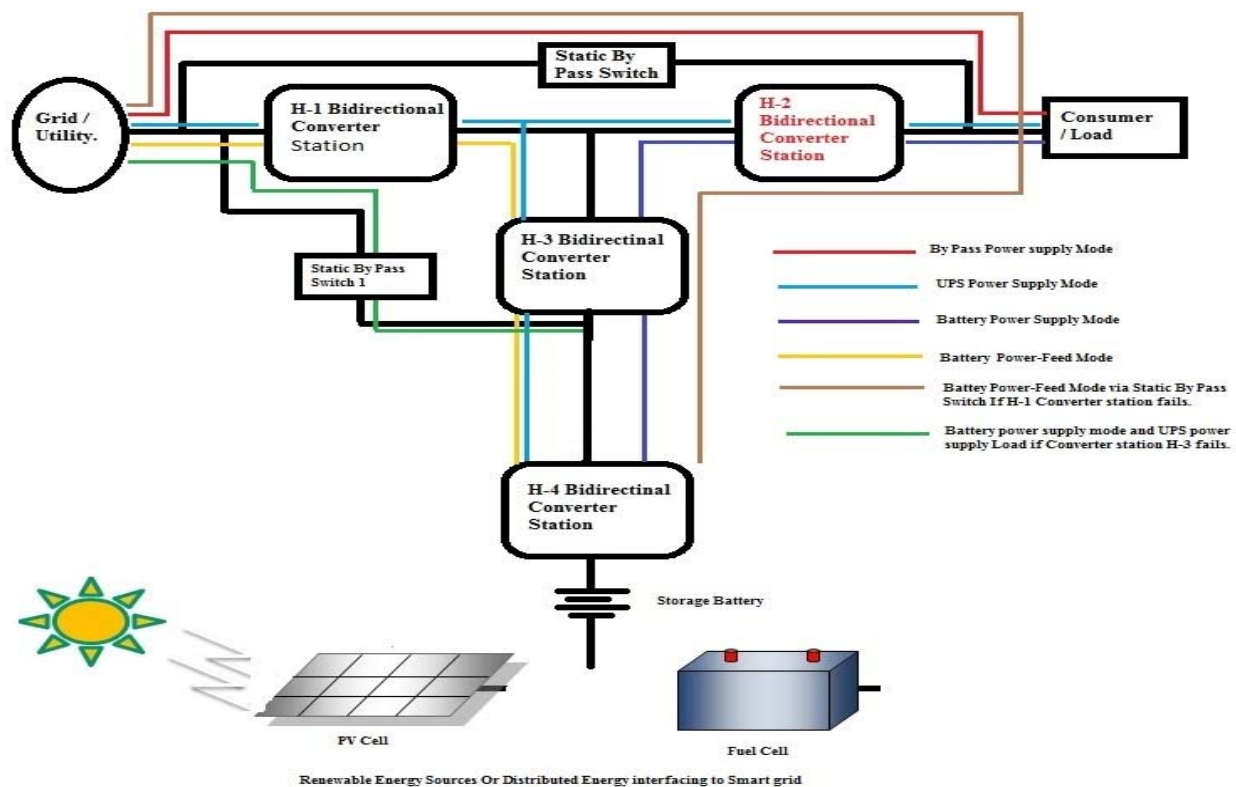 Static By
Pass Switch
Grid /
Utility.
H-1 Bidirectional
Converter
Station
H-2
Bidirectional
Converter
Station
Consumer
/ Load
H-3 Bidirectinal
Converter
Station
Static By Pass
Switch 1
By Pass Power supply Mode
UPS Power Supply Mode
Battery Power Supply Mode
Battery Power-Feed Mode
Battey Power-Feed Mode via Static By Pass
Switch If H-1 Converter station fails.
Battery power supply mode and UPS power
supply Load if Converter station H-3 fails.
H-4 Bidirectinal
Converter
Station
Storage Battery
PV Cell
Fuel Cell
Renewable Energy Sources Or Distributed Energy interfacing to Smart grid